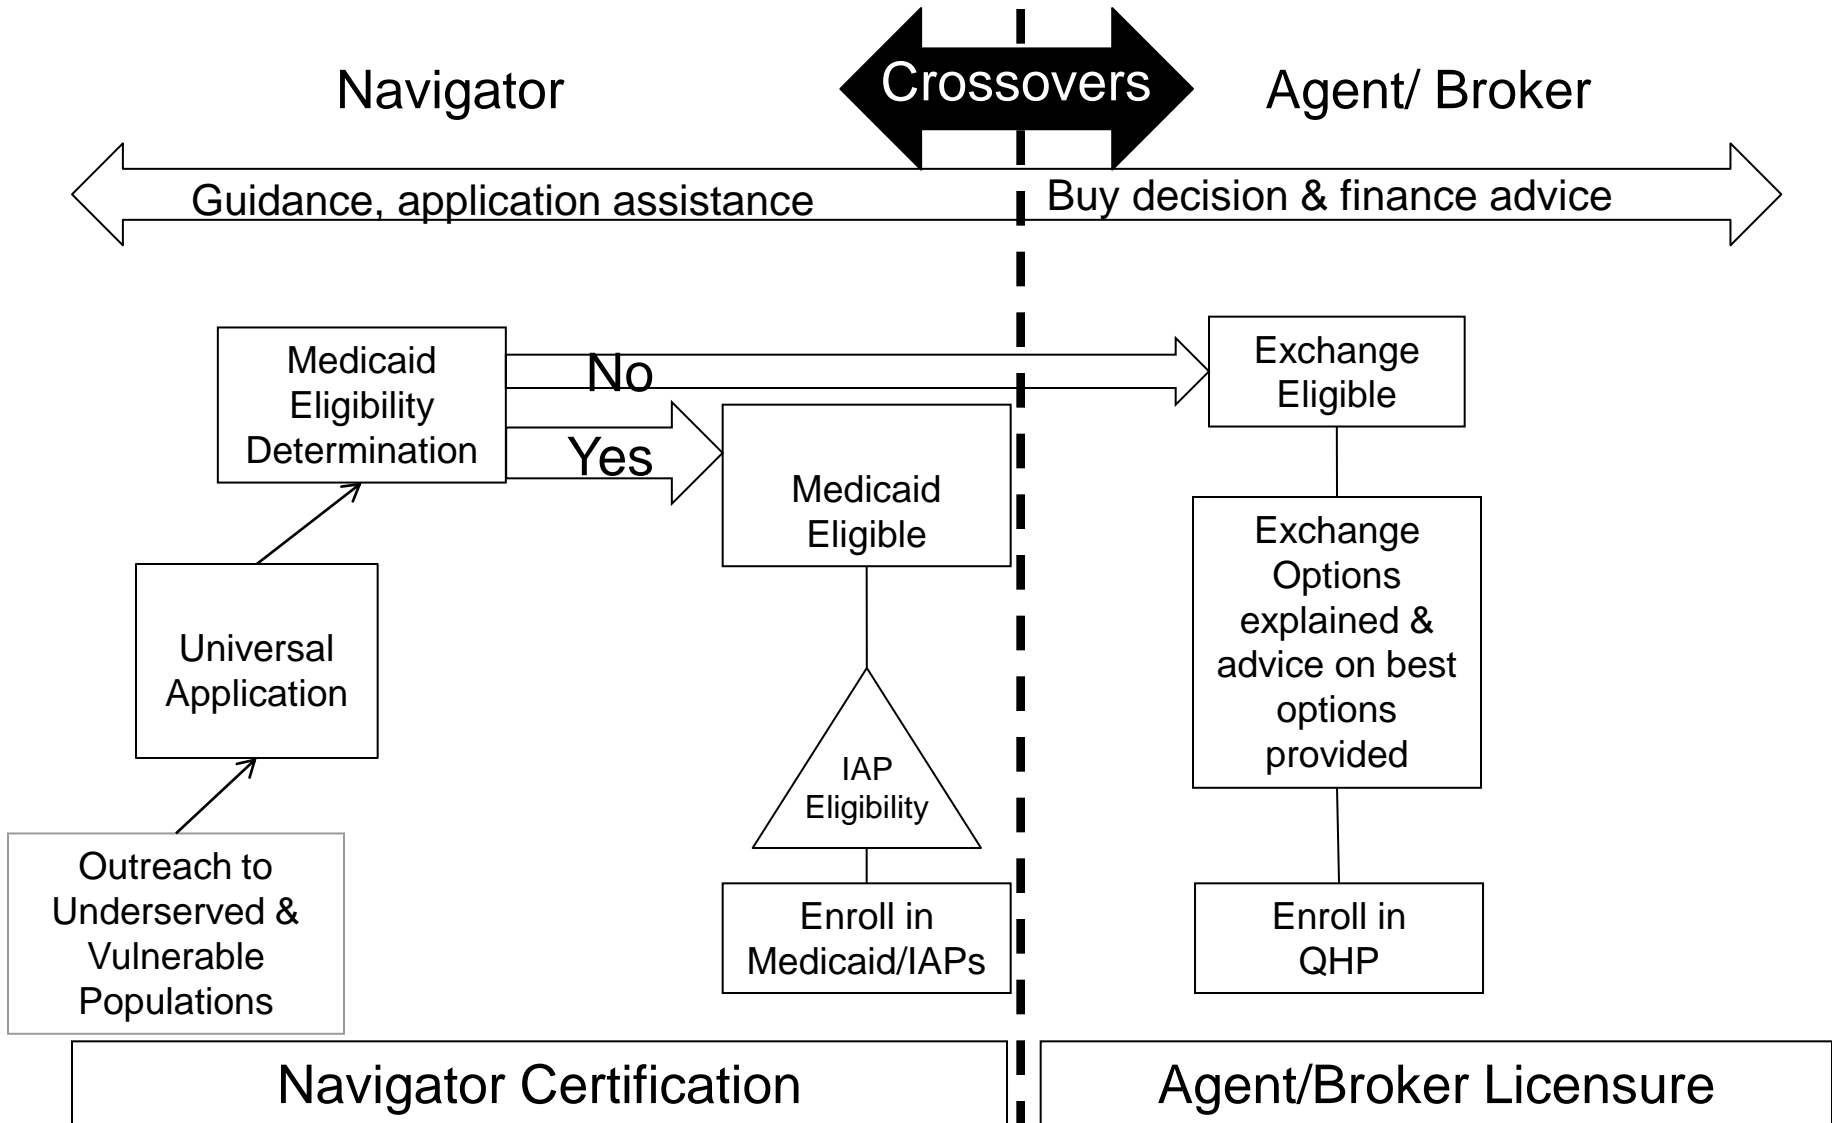 Crossovers
Navigator
Agent/ Broker
Guidance, application assistance
Buy decision & finance advice
Medicaid
Eligibility
Determination
No
Yes
Exchange
Eligible
Medicaid
Eligible
Exchange
Options
explained &
advice on best
options
provided
Universal
Application
IAP
Eligibility
Outreach to
Underserved &
Vulnerable
Populations
Enroll in
Medicaid/IAPs
Enroll in
QHP
Navigator Certification
Agent/Broker Licensure